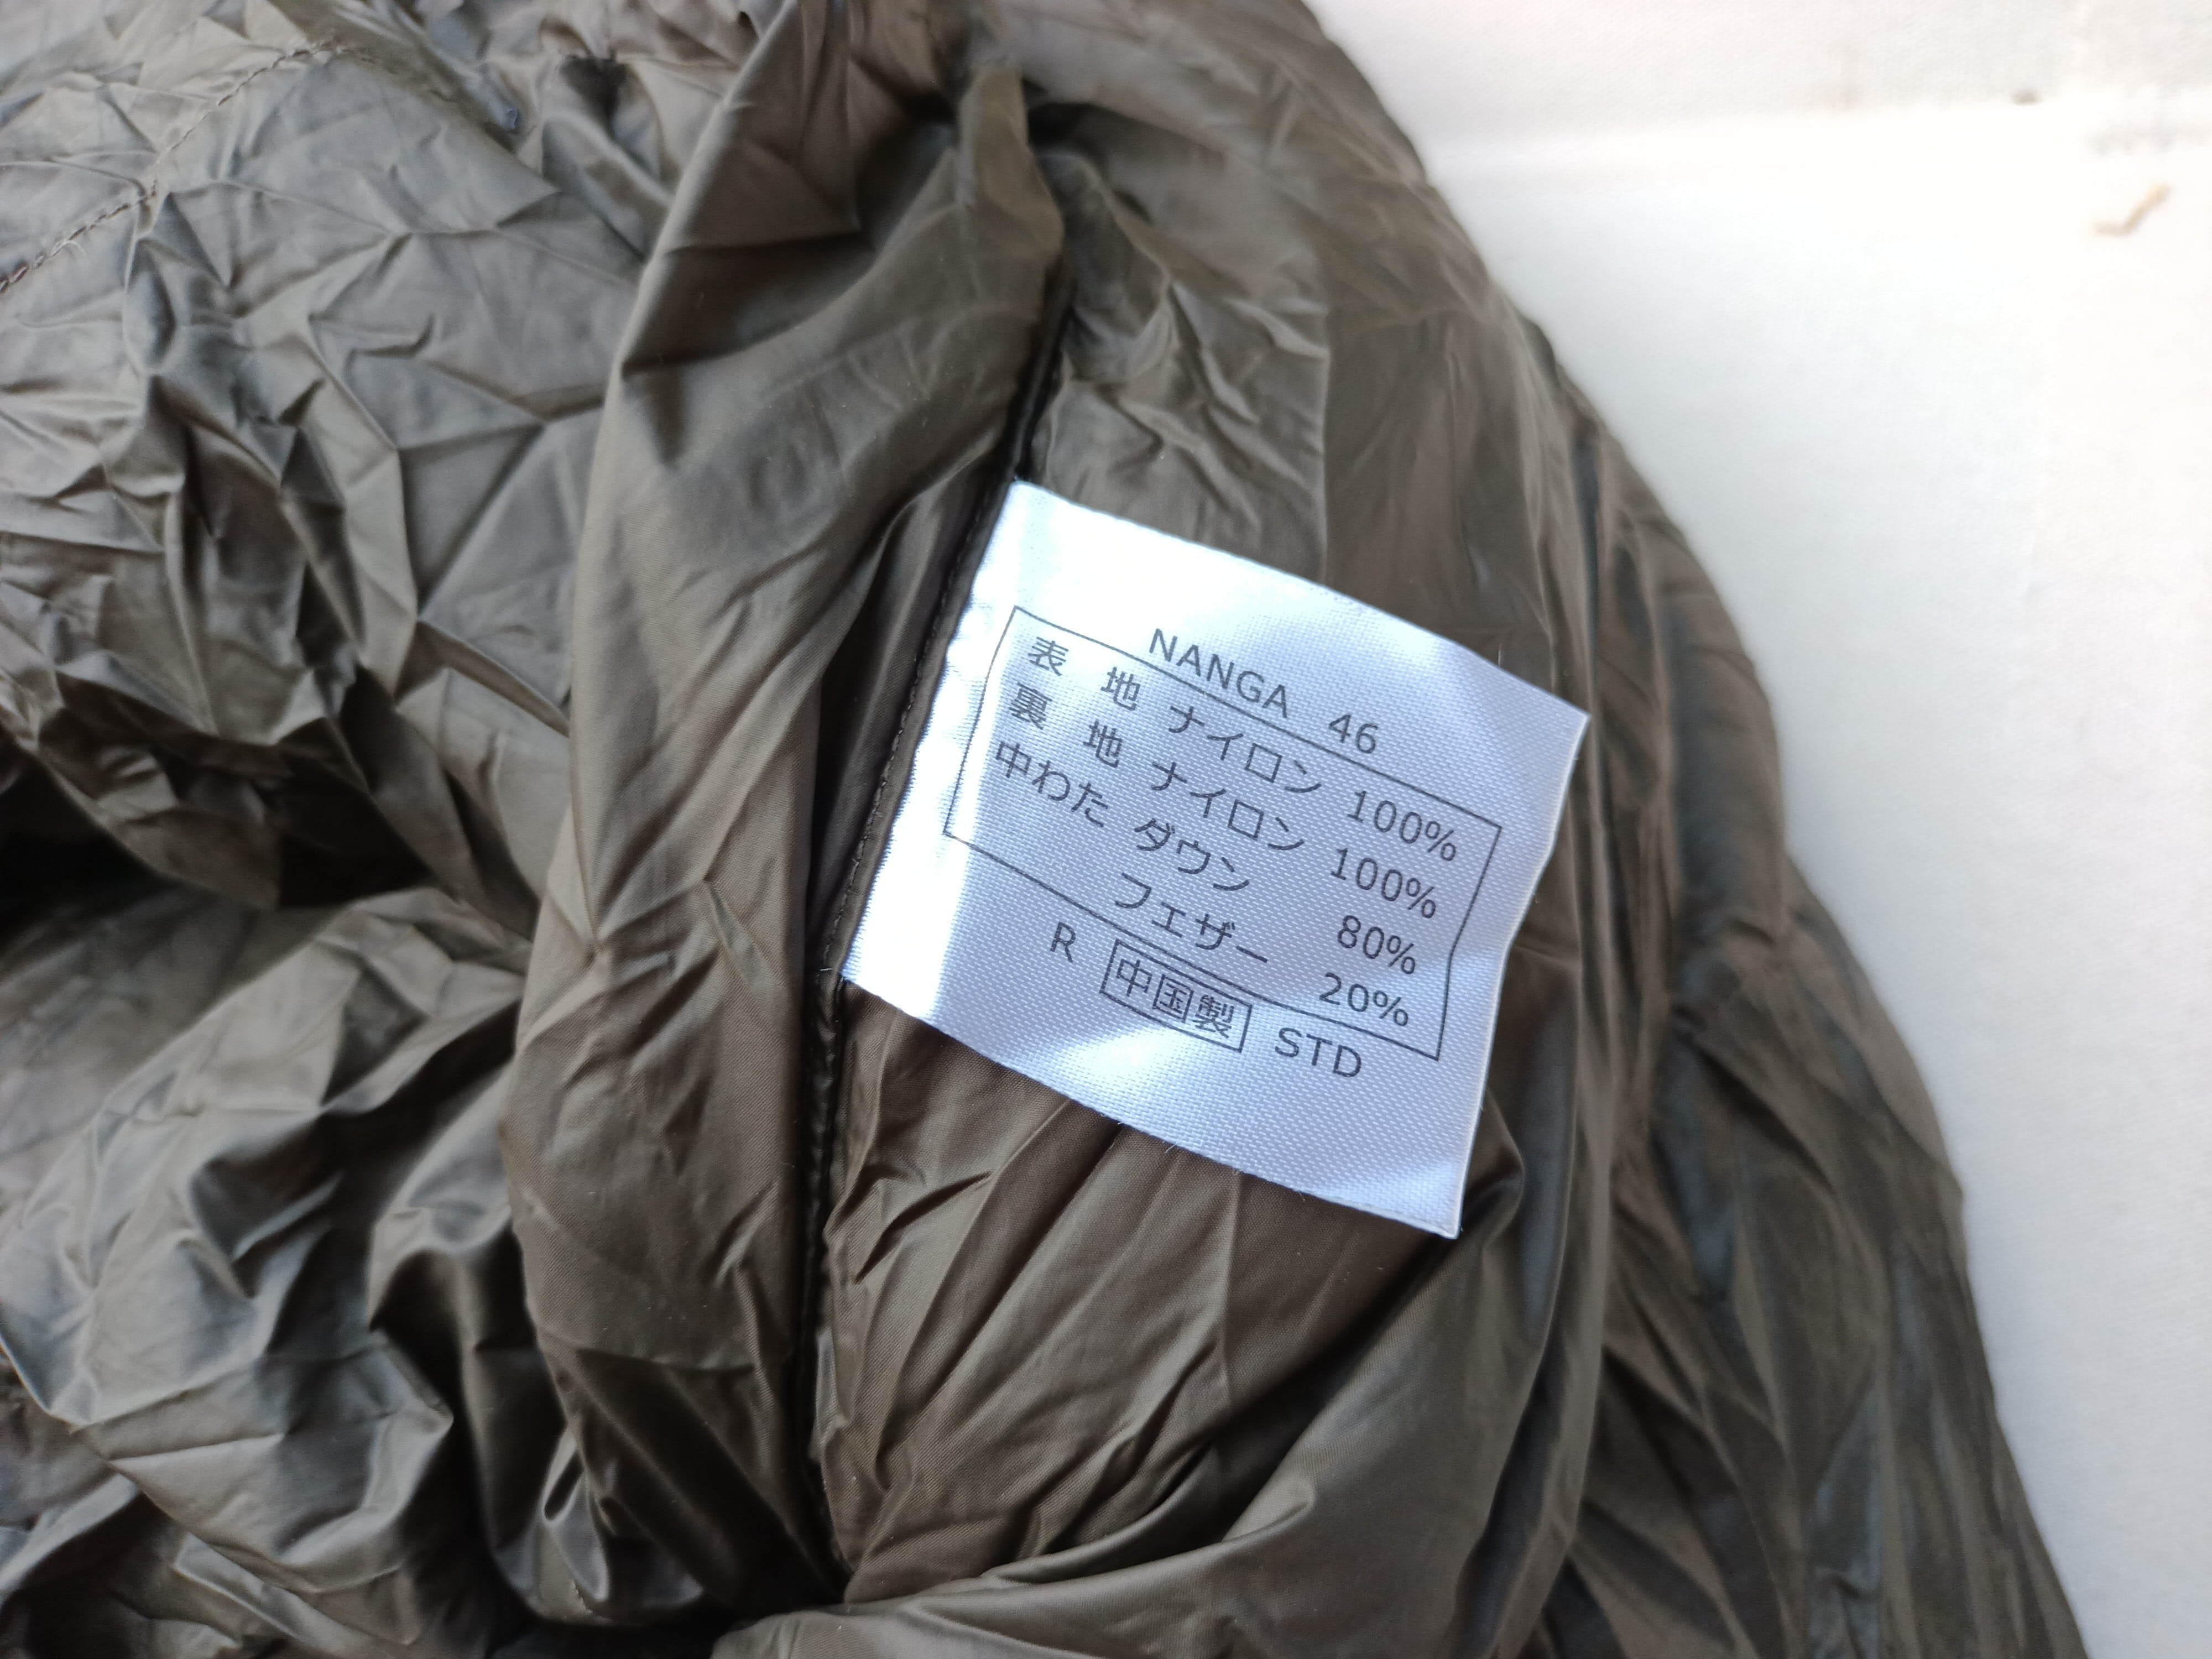 NANGA 46
表 地 ナイロン 100%
裏 地 ナイロン 100%
中わた ダウン 80%
フェザー 20%
R 中国製 STD